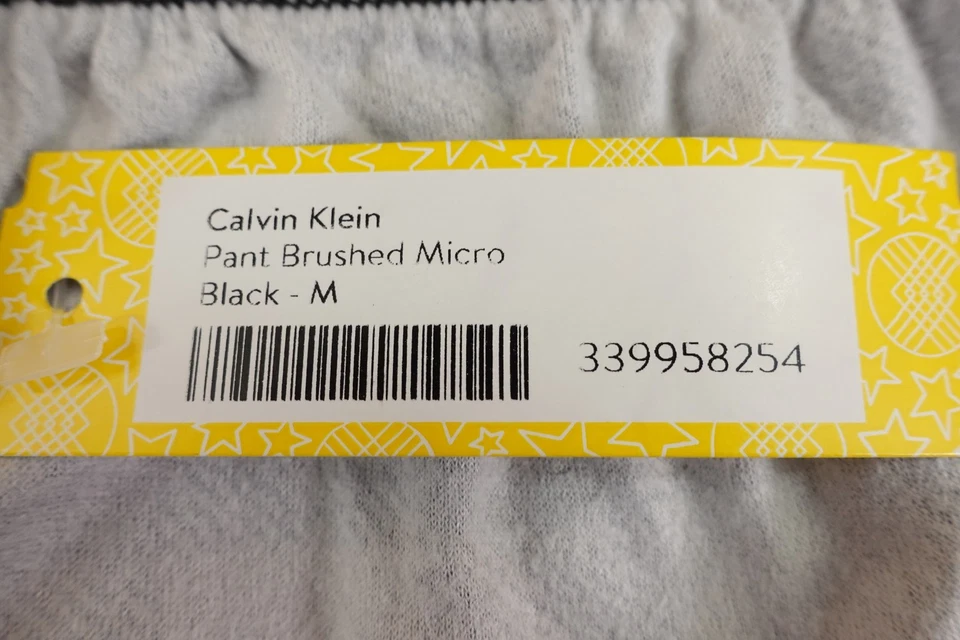 Calvin Klein
Pant Brushed Micro
Black - M
339958254